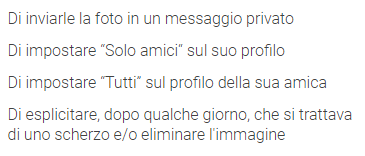 Di inviarle la foto in un messaggio privato
Di impostare “Solo amici” sul suo profilo
Di impostare “Tutti” sul profilo della sua amica
Di esplicitare, dopo qualche giorno, che si trattava
di uno scherzo e/o eliminare l'immagine